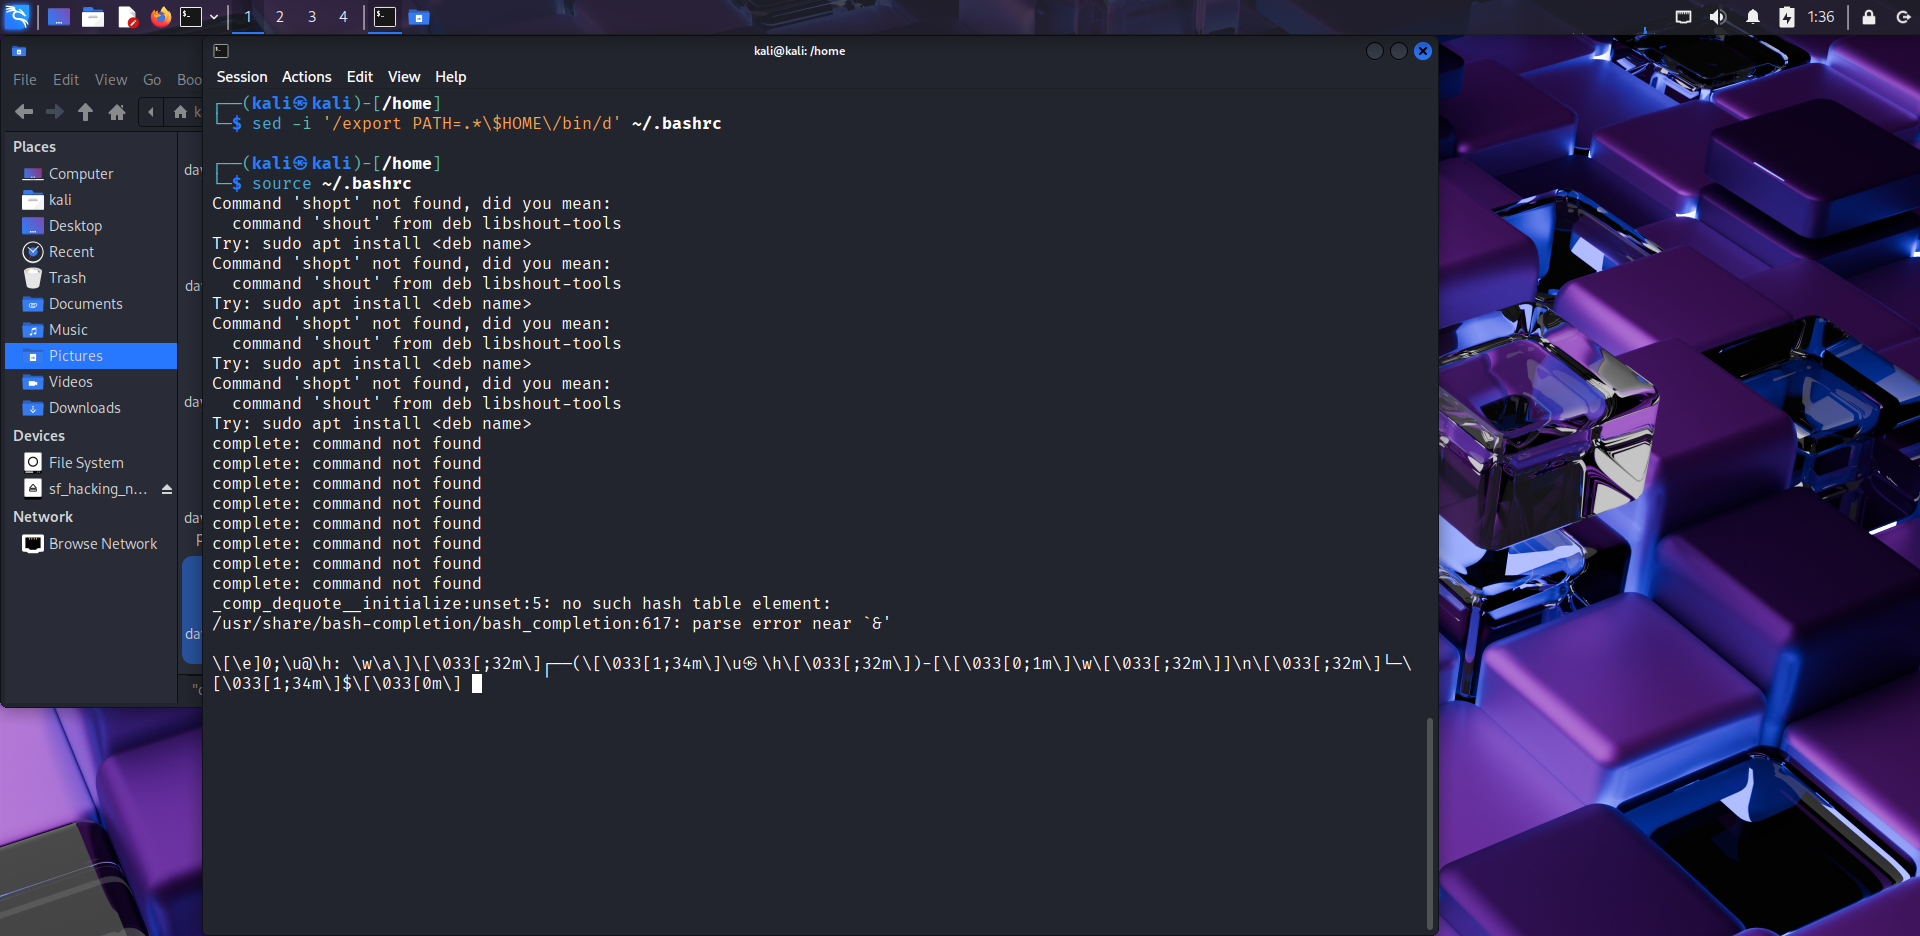 1 2 3 4
1:36
kali@kali: /home
File Edit View Go Boo
k
Places
Computer
kali
Desktop
Recent
Trash
Documents
Music
Pictures
Videos
Downloads
Devices
File System
sf_hacking_n...
Network
Browse Network
dav
da
dav
dav
p
dav
"c
Session Actions Edit View Help
┌──(kali㉿kali)-[/home]
└─$ sed -i '/export PATH=.*\$HOME\/bin/d' ~/.bashrc
┌──(kali㉿kali)-[/home]
└─$ source ~/.bashrc
Command 'shopt' not found, did you mean:
command 'shout' from deb libshout-tools
Try: sudo apt install <deb name>
Command 'shopt' not found, did you mean:
command 'shout' from deb libshout-tools
Try: sudo apt install <deb name>
Command 'shopt' not found, did you mean:
command 'shout' from deb libshout-tools
Try: sudo apt install <deb name>
Command 'shopt' not found, did you mean:
command 'shout' from deb libshout-tools
Try: sudo apt install <deb name>
complete: command not found
complete: command not found
complete: command not found
complete: command not found
complete: command not found
complete: command not found
complete: command not found
complete: command not found
_comp_dequote__initialize:unset:5: no such hash table element:
/usr/share/bash-completion/bash_completion:617: parse error near `&'
\[\e]0;\u@\h: \w\a\]\[\033[;32m\]┌──(\[\033[1;34m\]\u㉿\h\[\033[;32m\])-[\[\033[0;1m\]\w\[\033[;32m\]]\n\[\033[;32m\]└─\
[\033[1;34m\]$\[\033[0m\]